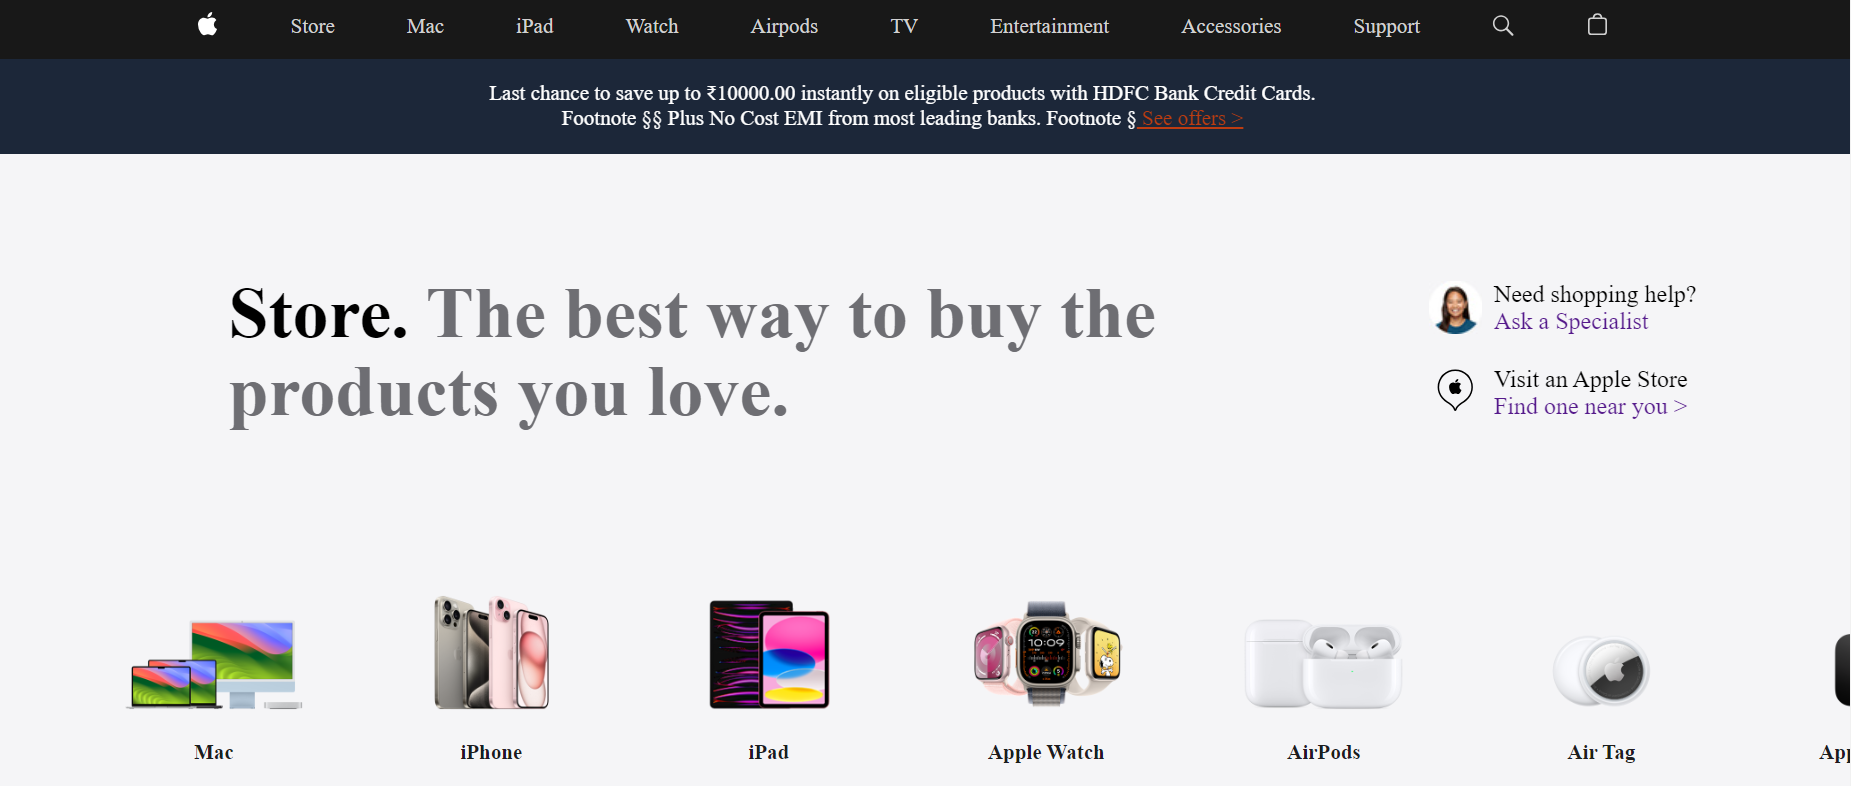 Store Mac iPad Watch Airpods TV Entertainment Accessories Support
Last chance to save up to ₹10000.00 instantly on eligible products with HDFC Bank Credit Cards.
Footnote §§ Plus No Cost EMI from most leading banks. Footnote § See offers >
Store. The best way to buy the
products you love.
Need shopping help?
Ask a Specialist
Visit an Apple Store
Find one near you >
10:09
Mac iPhone iPad Apple Watch AirPods Air Tag App